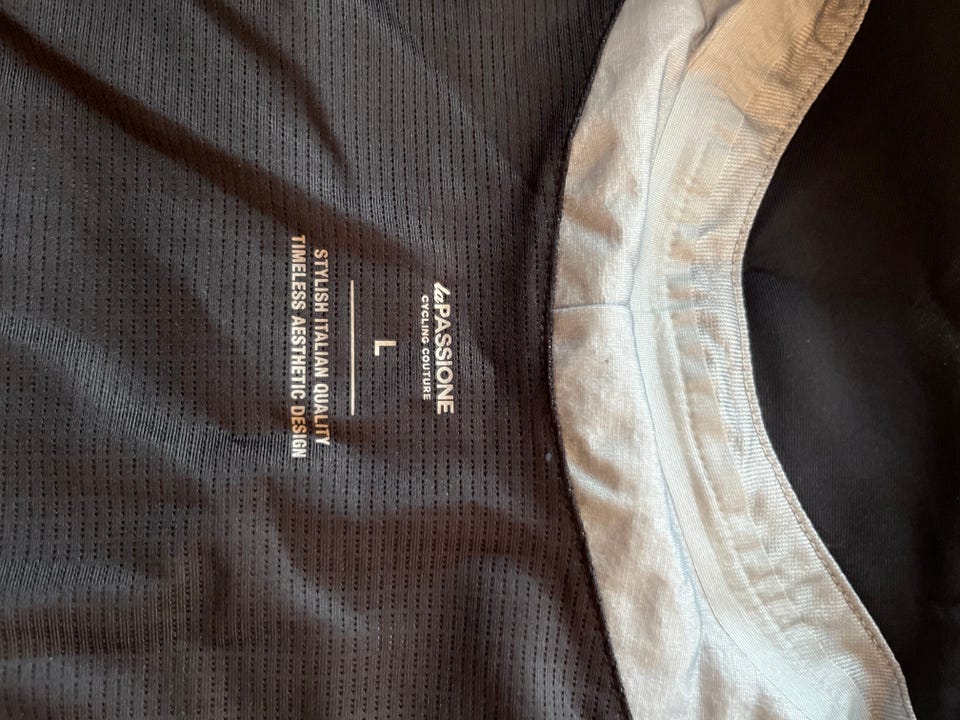 laPASSIONE
CYCLING COUTURE
L
STYLISH ITALIAN QUALITY
TIMELESS AESTHETIC DESIGN